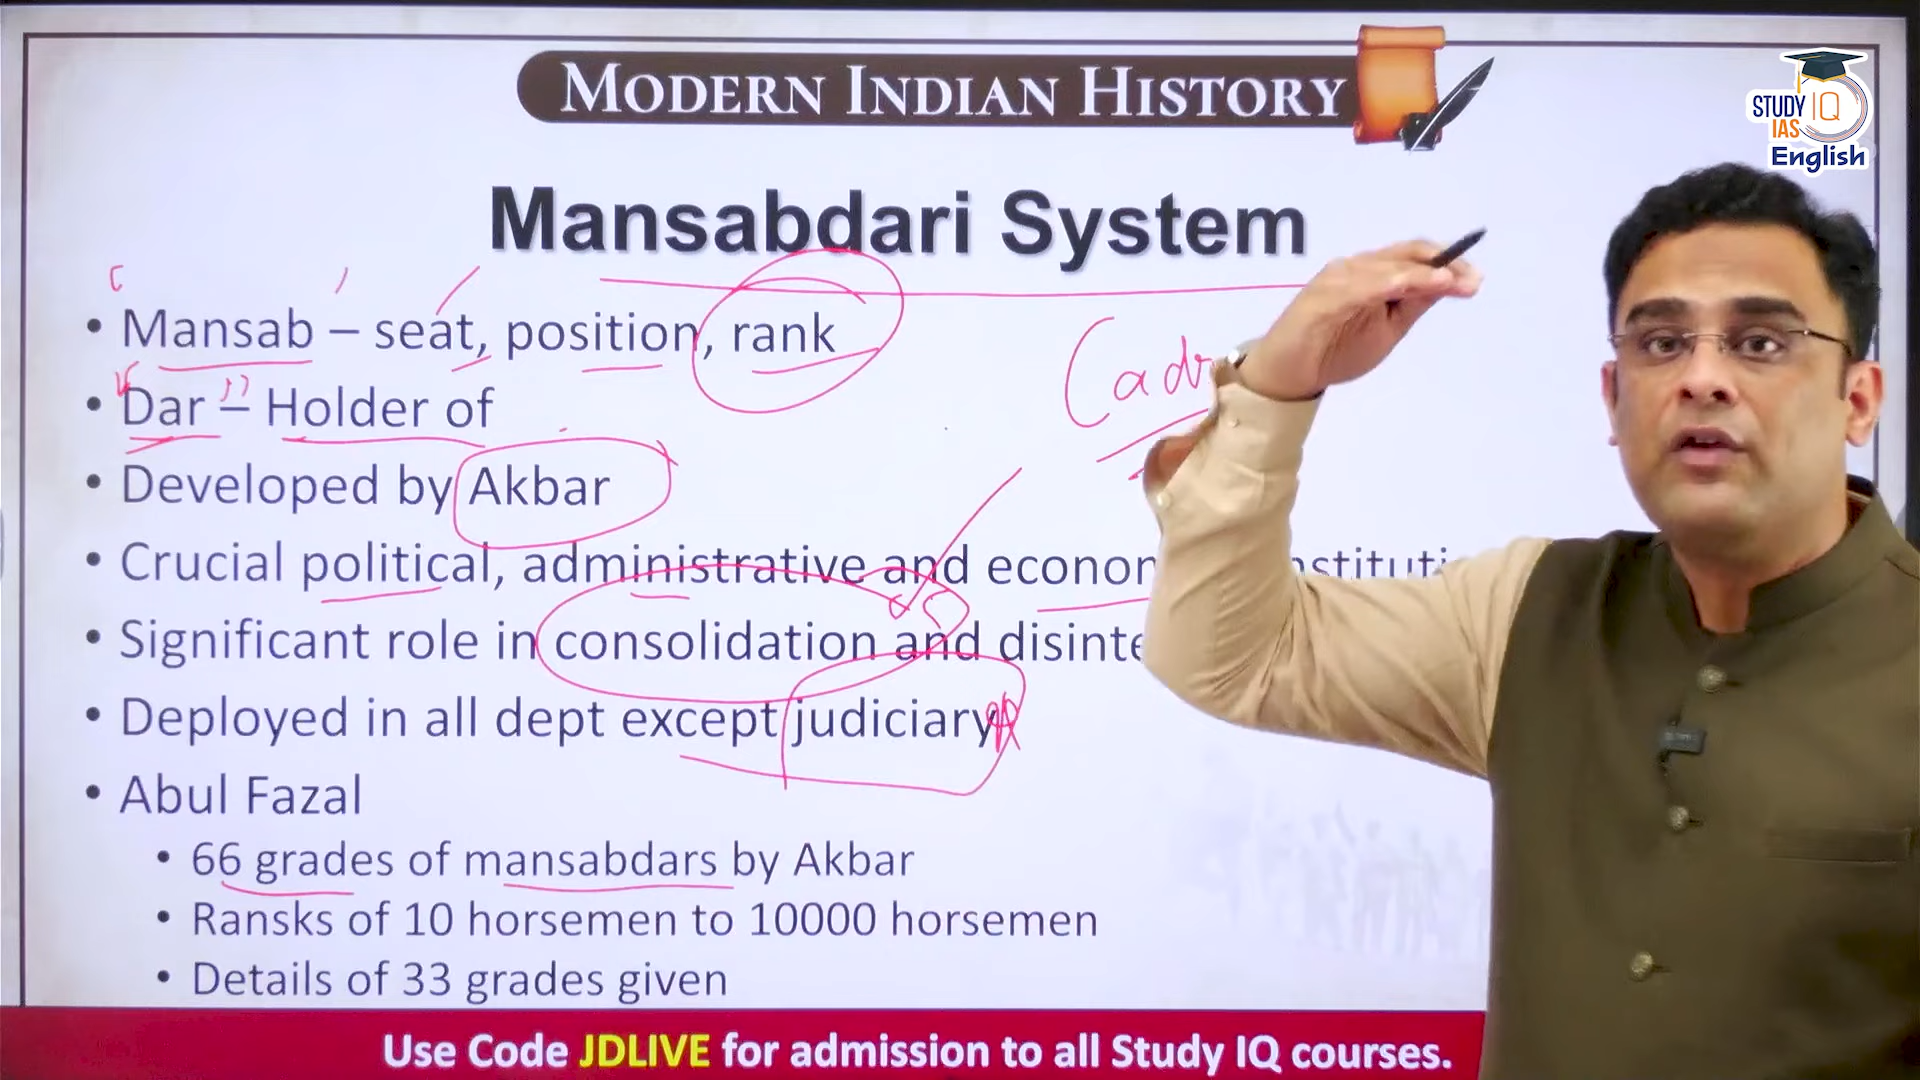 MODERN INDIAN HISTORY
STUDY IQ
IAS
English
Mansabdari System
• Mansab – seat, position, rank
• Dar – Holder of
• Developed by Akbar
• Crucial political, administrative and econom
• Significant role in consolidation and disinte
• Deployed in all dept except judiciary
• Abul Fazal
• 66 grades of mansabdars by Akbar
• Ransks of 10 horsemen to 10000 horsemen
• Details of 33 grades given
Use Code JDLIVE for admission to all Study IQ courses.